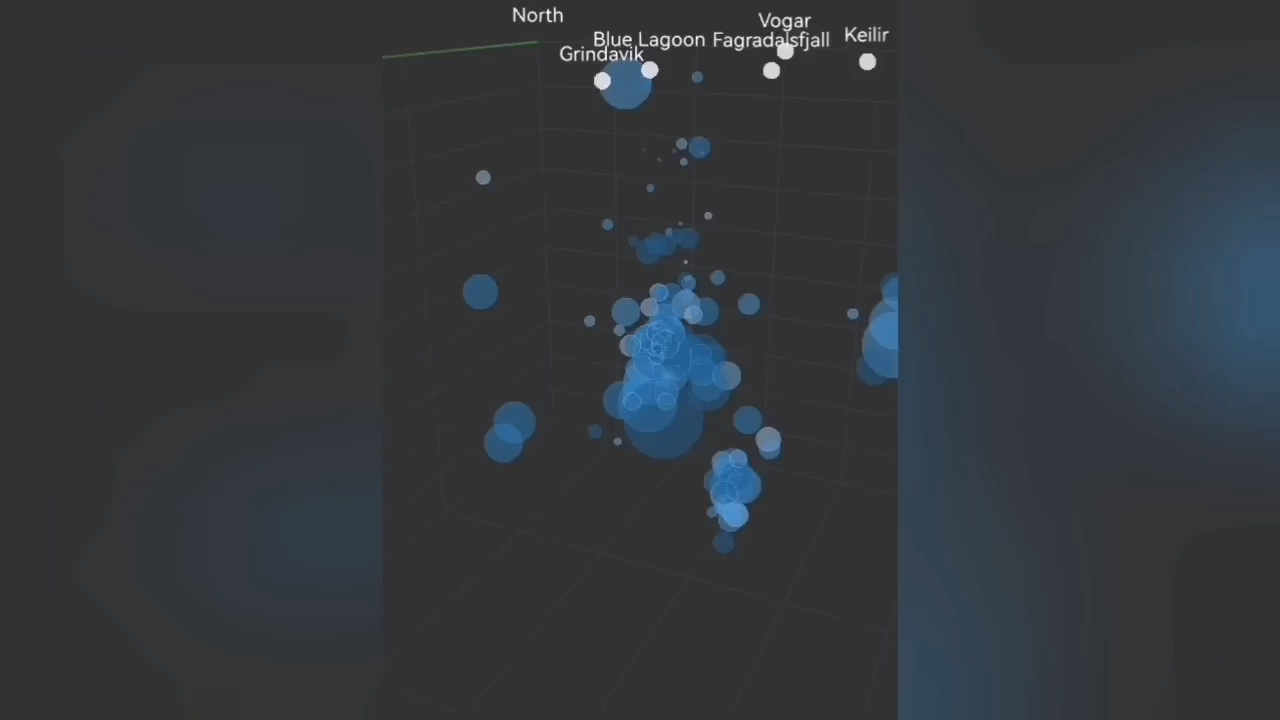 North
Vogar
Blue Lagoon
Fagradalsfjall
Keilir
Grindavik